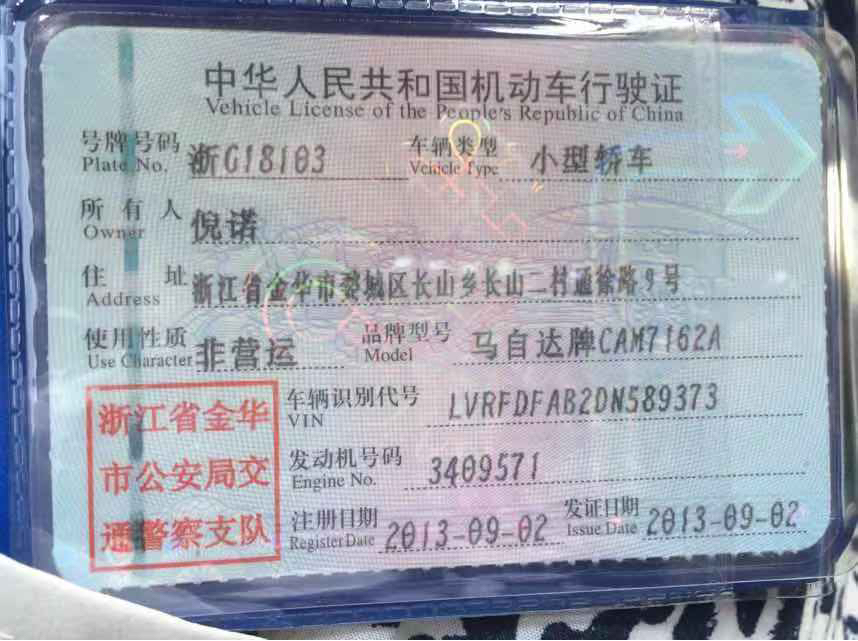 中华人民共和国机动车行驶证
Vehicle License of the People's Republic of China
号牌号码 浙G18103 车辆类型 小型轿车
Plate No. Vehicle Type
所有人 倪诺
Owner
住址 浙江省金华市婺城区长山乡长山二村通徐路9号
Address
使用性质 非营运 品牌型号 马自达牌CAM7162A
Use Character Model
浙江省金华
市公安局交
通警察支队
车辆识别代号 LVRFDFAB2DN589373
VIN
发动机号码 3409571
Engine No.
注册日期 2013-09-02 发证日期 2013-09-02
Register Date Issue Date